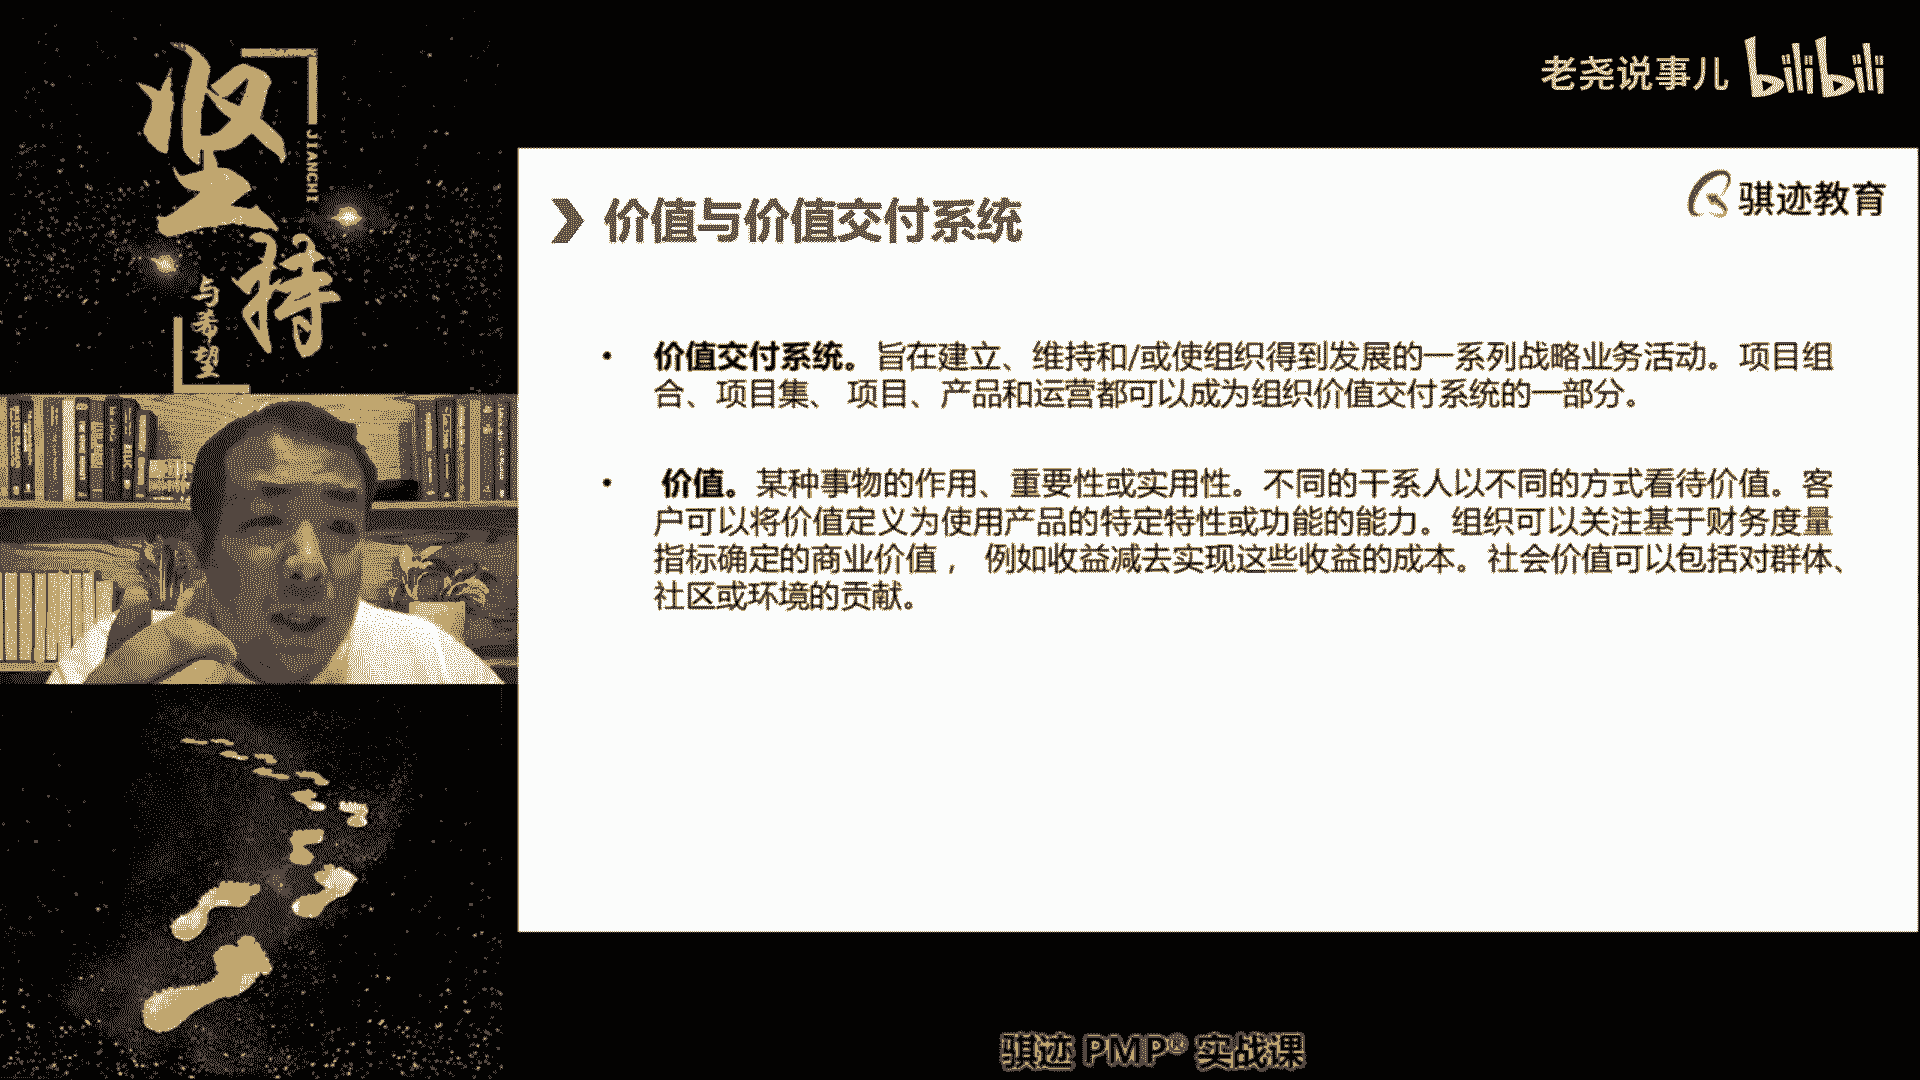 坚持
JIANCHI
与希望
老尧说事儿 bilibili
骐迹教育
价值与价值交付系统
• 价值交付系统。旨在建立、维持和/或使组织得到发展的一系列战略业务活动。项目组
合、项目集、 项目、产品和运营都可以成为组织价值交付系统的一部分。
• 价值。某种事物的作用、重要性或实用性。不同的干系人以不同的方式看待价值。客
户可以将价值定义为使用产品的特定特性或功能的能力。组织可以关注基于财务度量
指标确定的商业价值， 例如收益减去实现这些收益的成本。社会价值可以包括对群体、
社区或环境的贡献。
骐迹 PMP® 实战课